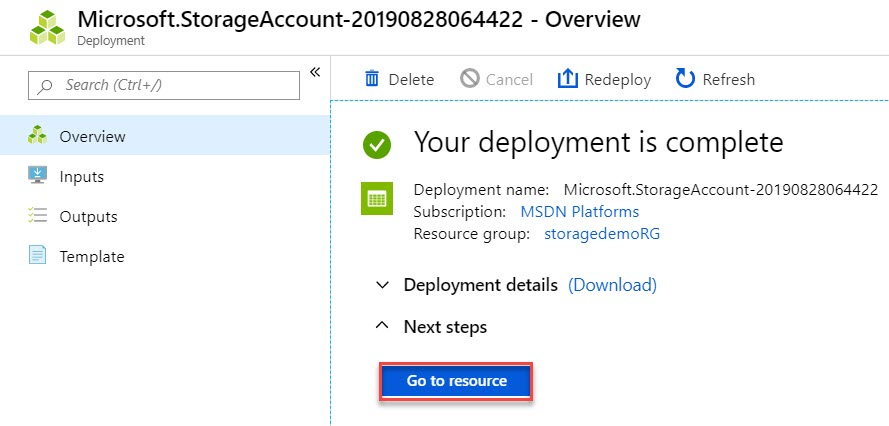 Microsoft.StorageAccount-20190828064422 - Overview
Deployment
Search (Ctrl+/)
«
Delete
Cancel
Redeploy
Refresh
Overview
Inputs
Outputs
Template
Your deployment is complete
Deployment name: Microsoft.StorageAccount-20190828064422
Subscription: MSDN Platforms
Resource group: storagedemoRG
Deployment details (Download)
Next steps
Go to resource